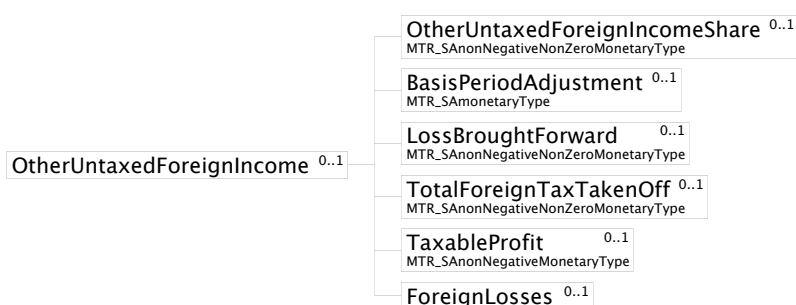 OtherUntaxedForeignIncomeShare 0..1
MTR_SAnonNegativeNonZeroMonetaryType
BasisPeriodAdjustment 0..1
MTR_SAmonetaryType
LossBroughtForward 0..1
MTR_SAnonNegativeNonZeroMonetaryType
OtherUntaxedForeignIncome 0..1
TotalForeignTaxTakenOff 0..1
MTR_SAnonNegativeNonZeroMonetaryType
TaxableProfit 0..1
MTR_SAnonNegativeMonetaryType
ForeignLosses 0..1